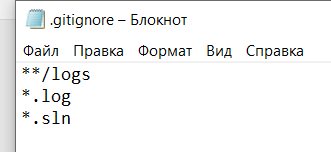 .gitignore – Блокнот
Файл Правка Формат Вид Справка
**/logs
*.log
*.sln